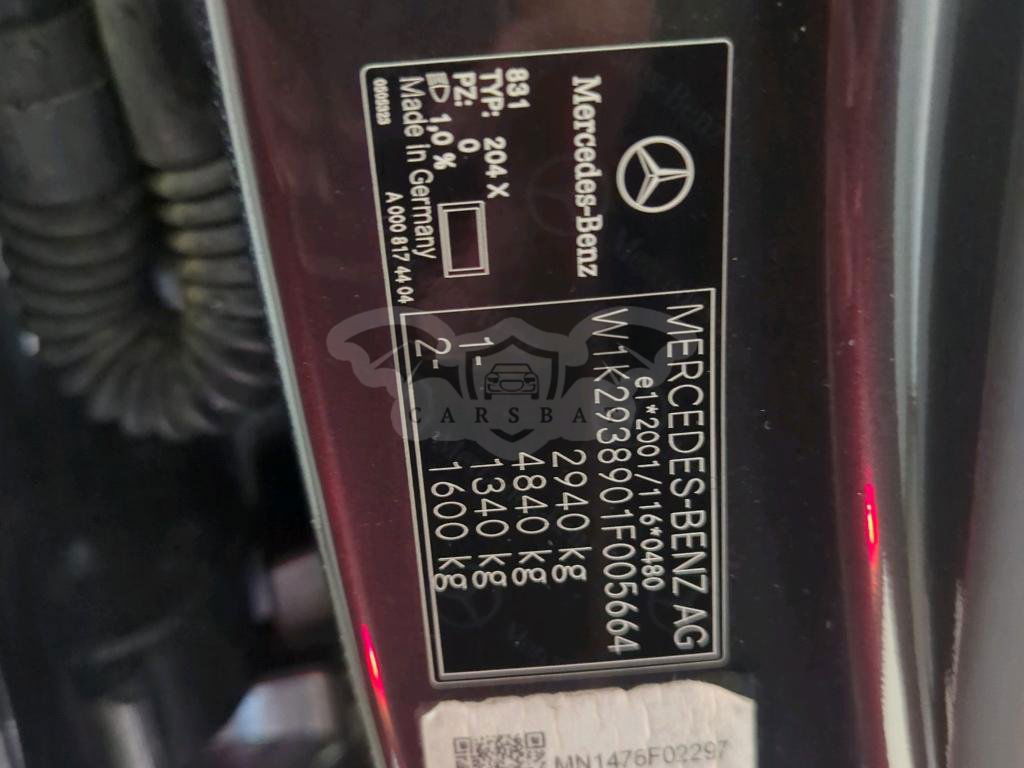 Mercedes-Benz
831
TYP: 204 X
PZ: 0
1,0 %
Made in Germany
0505323
A 000 817 44 04
MERCEDES-BENZ AG
e1*2001/116*0480
W1K2938901F005664
2940 kg
4840 kg
1- 1340 kg
2- 1600 kg
CARSBA
MN1476F02297